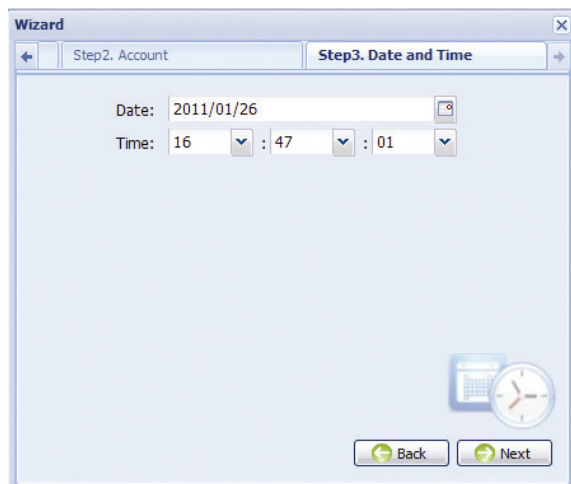 Wizard
Step2. Account Step3. Date and Time
Date: 2011/01/26
Time: 16 : 47 : 01
Back Next